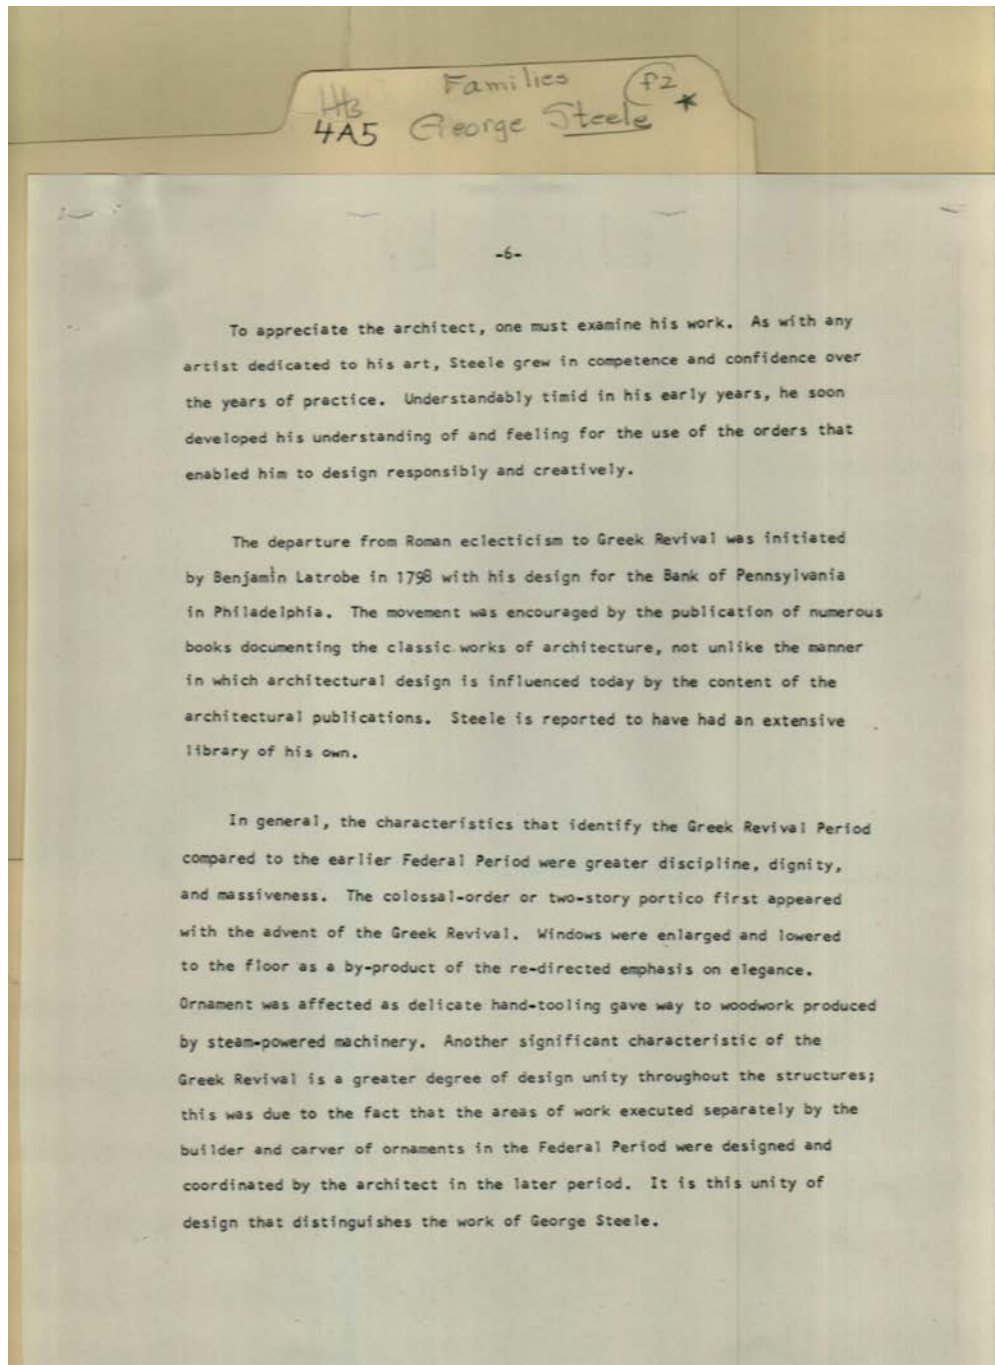 Families P2
HB
4A5 George Steele *
-6-
To appreciate the architect, one must examine his work. As with any
artist dedicated to his art, Steele grew in competence and confidence over
the years of practice. Understandably timid in his early years, he soon
developed his understanding of and feeling for the use of the orders that
enabled him to design responsibly and creatively.
The departure from Roman eclecticism to Greek Revival was initiated
by Benjamin Latrobe in 1798 with his design for the Bank of Pennsylvania
in Philadelphia. The movement was encouraged by the publication of numerous
books documenting the classic works of architecture, not unlike the manner
in which architectural design is influenced today by the content of the
architectural publications. Steele is reported to have had an extensive
library of his own.
In general, the characteristics that identify the Greek Revival Period
compared to the earlier Federal Period were greater discipline, dignity,
and massiveness. The colossal-order or two-story portico first appeared
with the advent of the Greek Revival. Windows were enlarged and lowered
to the floor as a by-product of the re-directed emphasis on elegance.
Ornament was affected as delicate hand-tooling gave way to woodwork produced
by steam-powered machinery. Another significant characteristic of the
Greek Revival is a greater degree of design unity throughout the structures;
this was due to the fact that the areas of work executed separately by the
builder and carver of ornaments in the Federal Period were designed and
coordinated by the architect in the later period. It is this unity of
design that distinguishes the work of George Steele.